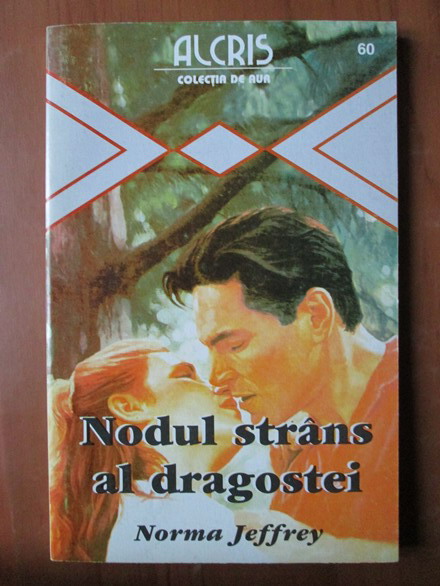 ALCRIS
COLECȚIA DE AUR
60
Nodul strâns
al dragostei
Norma Jeffrey